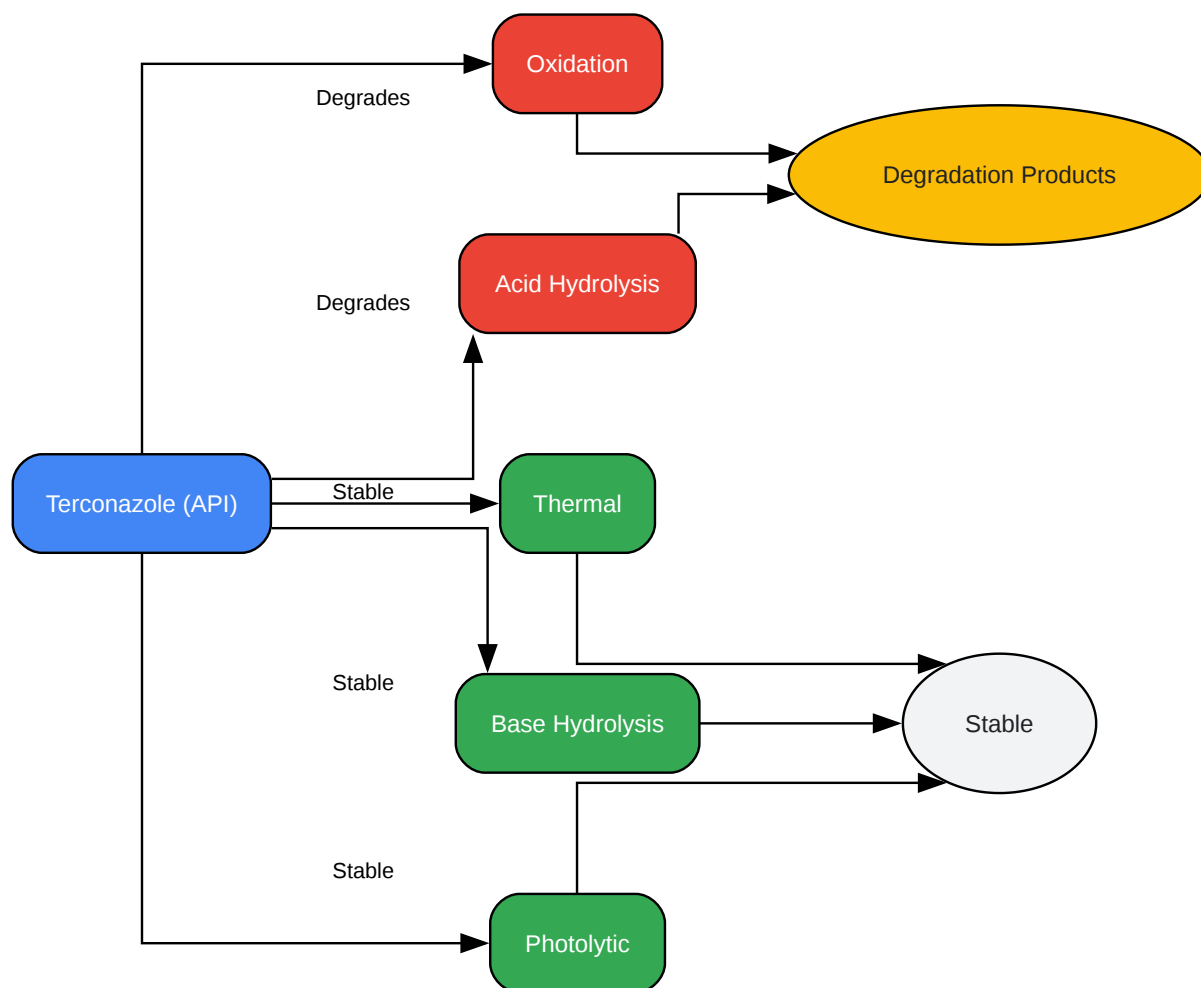 Oxidation
Degrades
Degradation Products
Acid Hydrolysis
Degrades
Stable
Terconazole (API)
Thermal
Stable
Base Hydrolysis
Stable
Stable
Photolytic